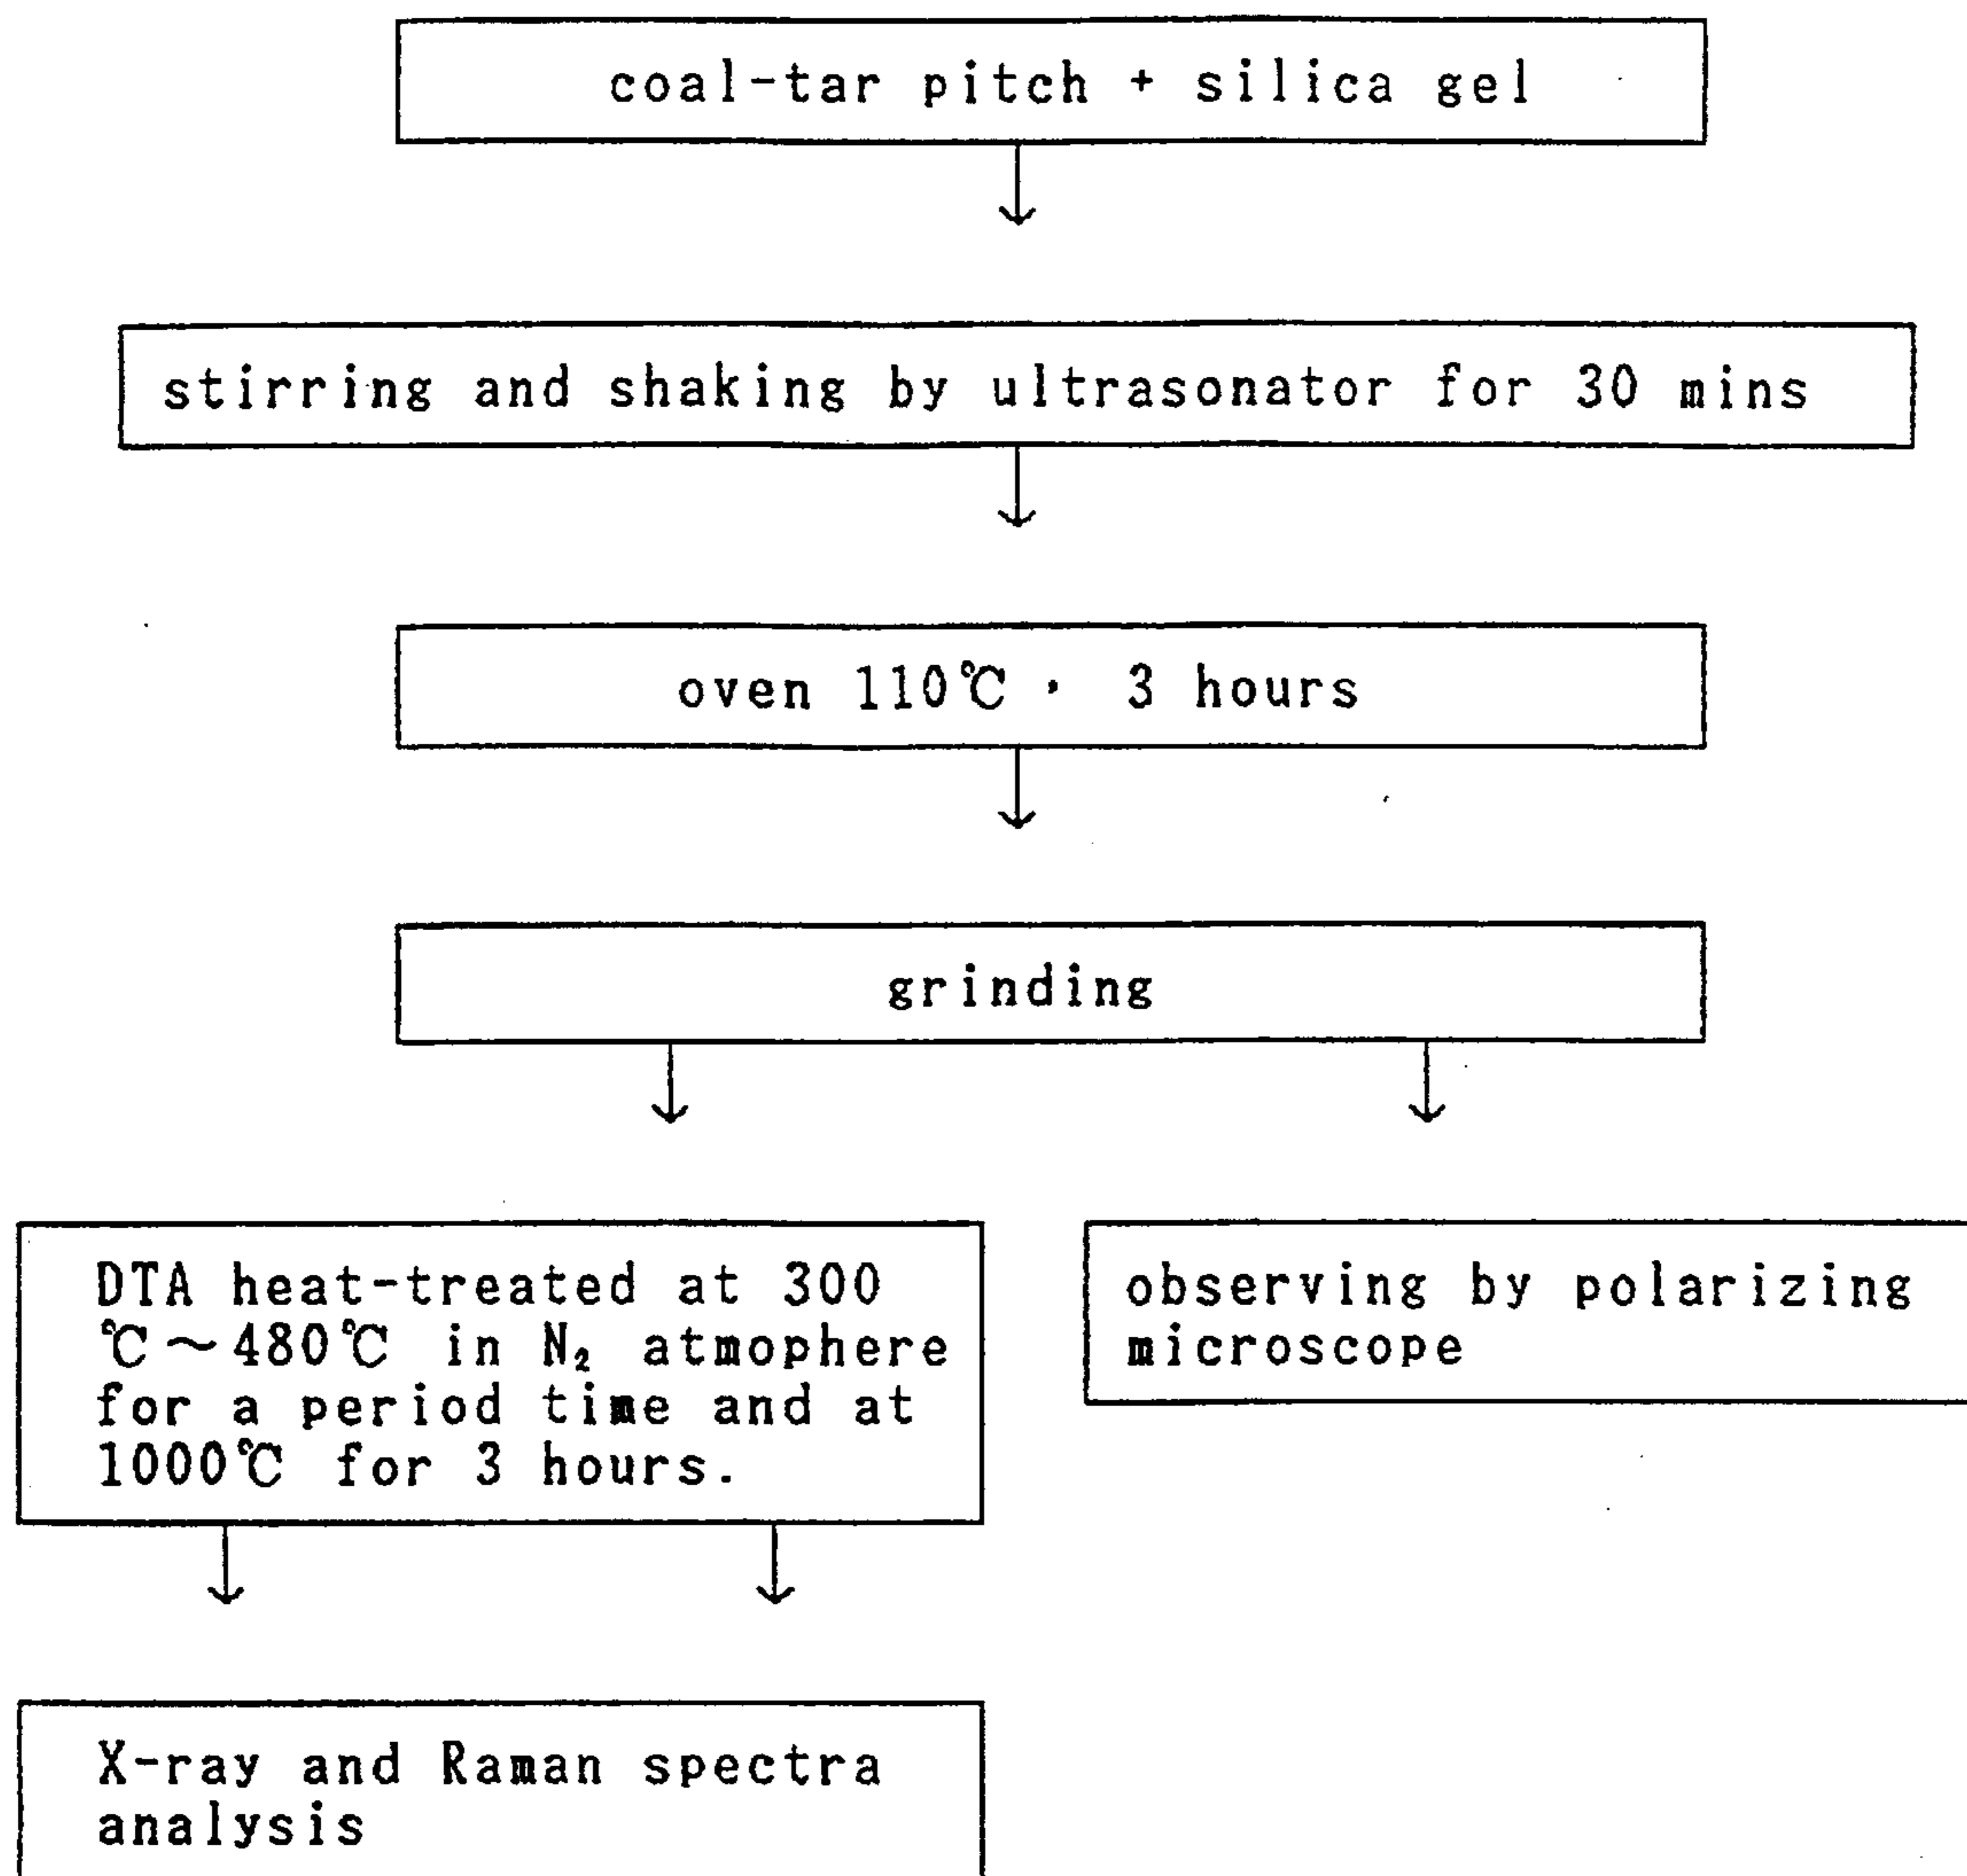 coal-tar pitch + silica gel
stirring and shaking by ultrasonator for 30 mins
oven 110℃ · 3 hours
grinding
DTA heat-treated at 300
℃~480℃ in N₂ atmophere
for a period time and at
1000℃ for 3 hours.
observing by polarizing
microscope
X-ray and Raman spectra
analysis